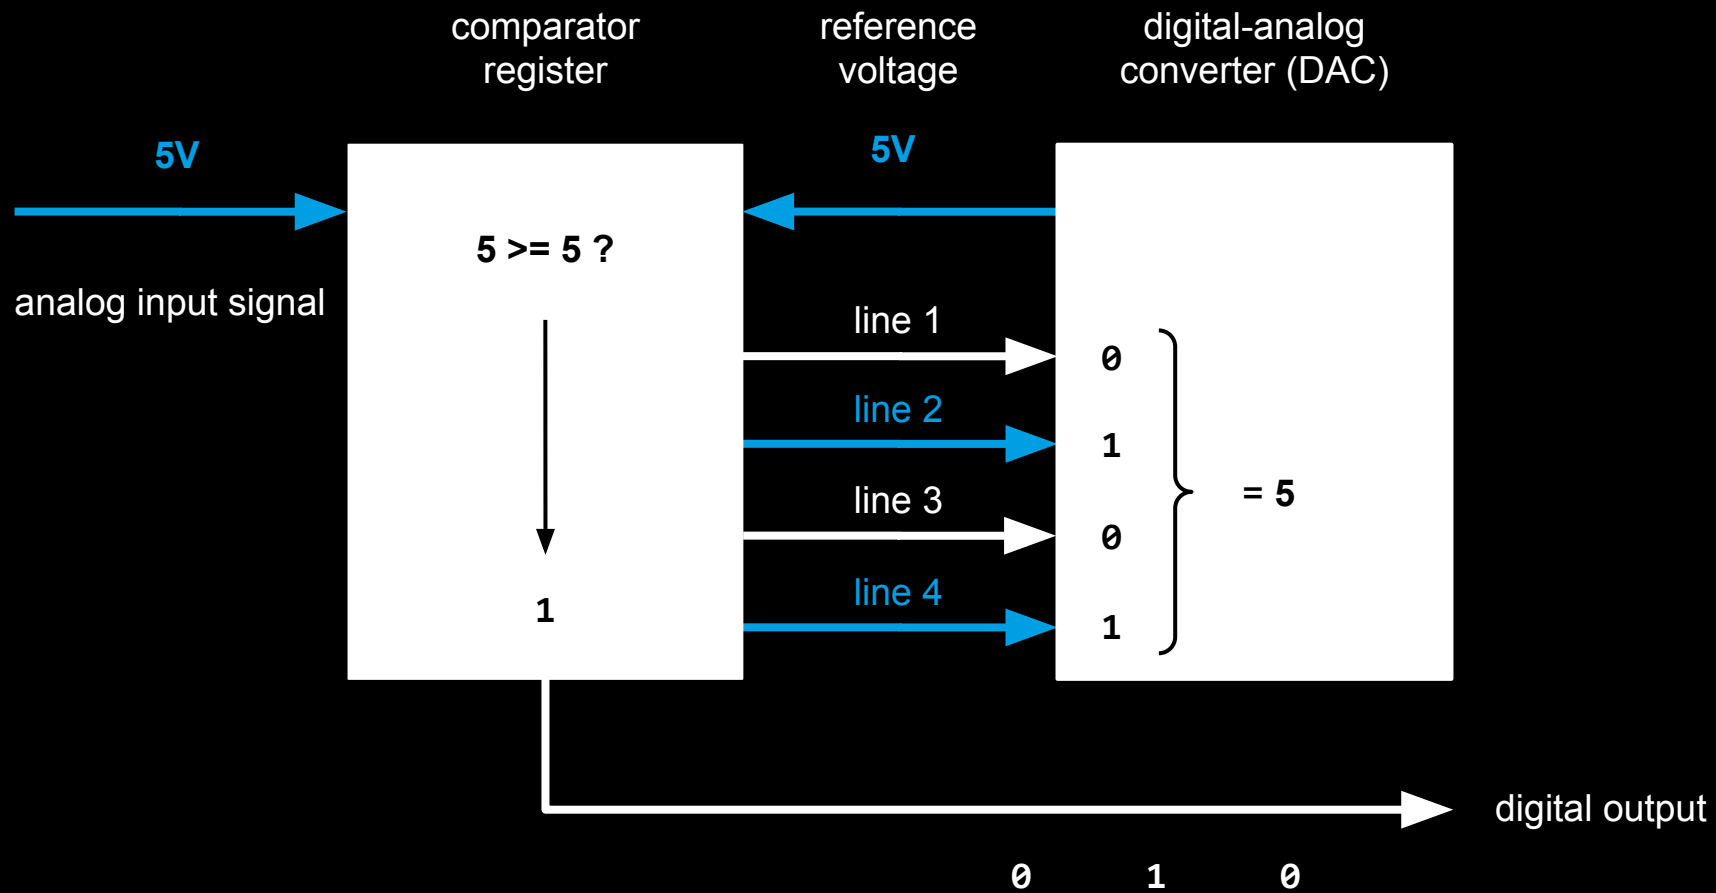 comparator
register
reference
voltage
digital-analog
converter (DAC)
5V
5V
5 >= 5 ?
analog input signal
line 1
0
line 2
1
line 3
= 5
0
line 4
1
1
digital output
0 1 0